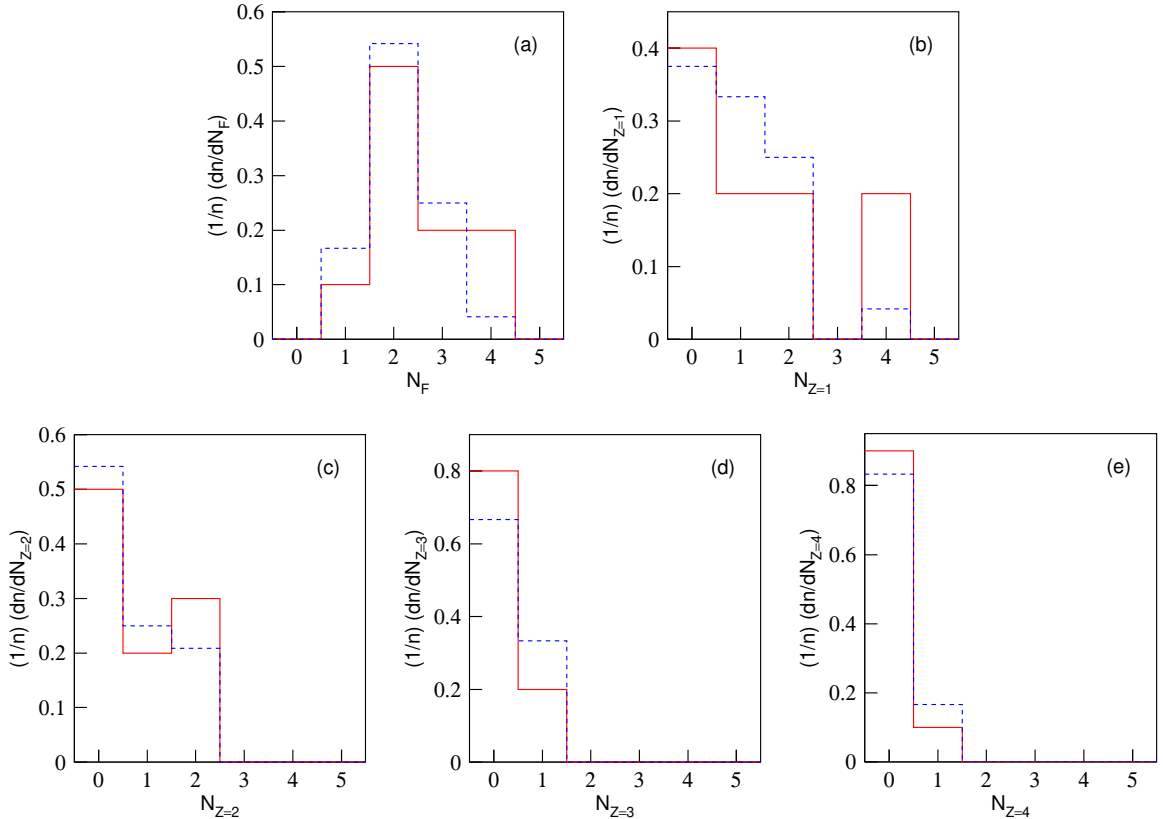 0.6
0.5
0.4
0.3
0.2
0.1
0
(1/n) (dn/dN_F)
(a)
0 1 2 3 4 5
N_F
0.4
0.3
0.2
0.1
0
(1/n) (dn/dN_Z=1)
(b)
0 1 2 3 4 5
N_Z=1
0.6
0.5
0.4
0.3
0.2
0.1
0
(1/n) (dn/dN_Z=2)
(c)
0 1 2 3 4 5
N_Z=2
0.8
0.6
0.4
0.2
0
(1/n) (dn/dN_Z=3)
(d)
0 1 2 3 4 5
N_Z=3
0.8
0.6
0.4
0.2
0
(1/n) (dn/dN_Z=4)
(e)
0 1 2 3 4 5
N_Z=4